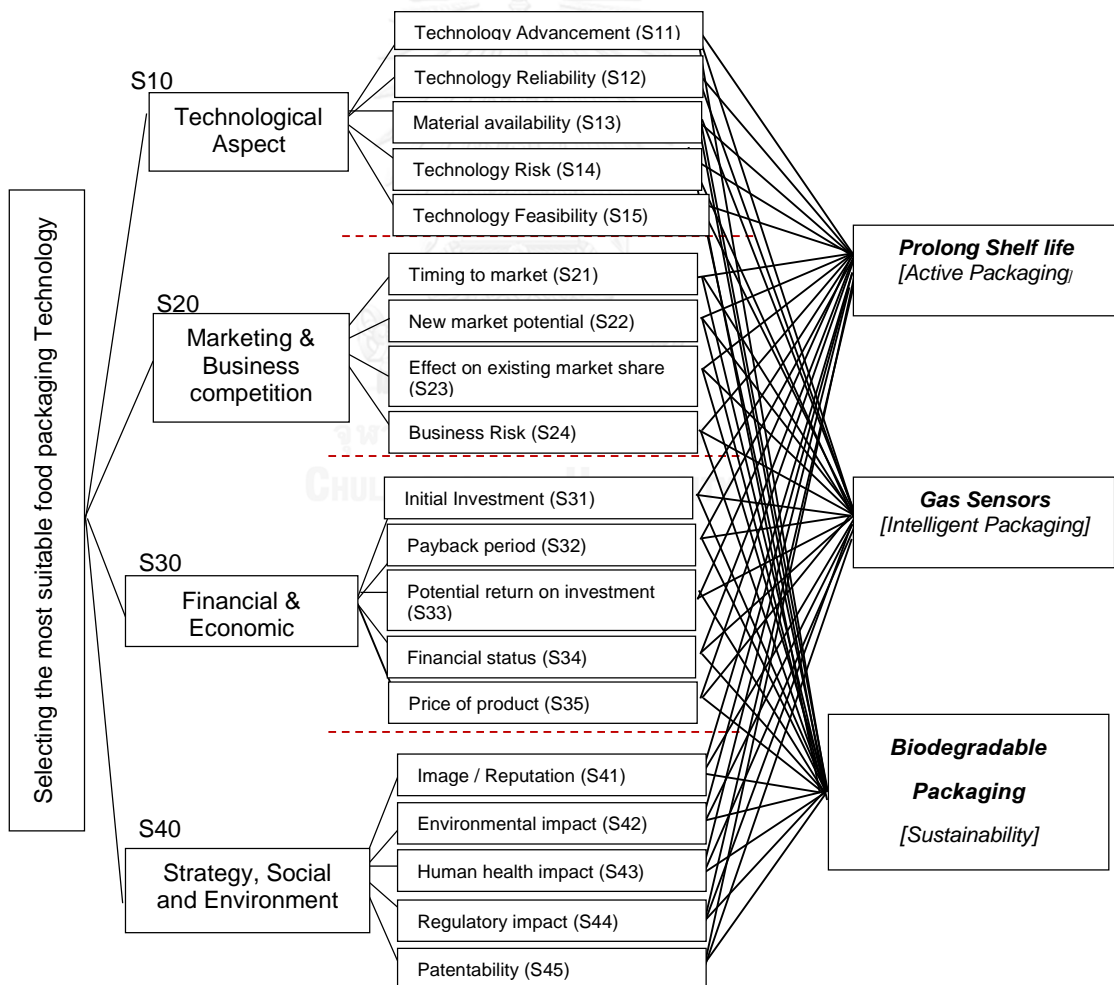 Selecting the most suitable food packaging Technology
S10
Technological
Aspect
Technology Advancement (S11)
Technology Reliability (S12)
Material availability (S13)
Technology Risk (S14)
Technology Feasibility (S15)
S20
Marketing &
Business
competition
Timing to market (S21)
New market potential (S22)
Effect on existing market share
(S23)
Business Risk (S24)
S30
Financial &
Economic
Initial Investment (S31)
Payback period (S32)
Potential return on investment
(S33)
Financial status (S34)
Price of product (S35)
S40
Strategy, Social
and Environment
Image / Reputation (S41)
Environmental impact (S42)
Human health impact (S43)
Regulatory impact (S44)
Patentability (S45)
Prolong Shelf life
[Active Packaging]
Gas Sensors
[Intelligent Packaging]
Biodegradable
Packaging
[Sustainability]